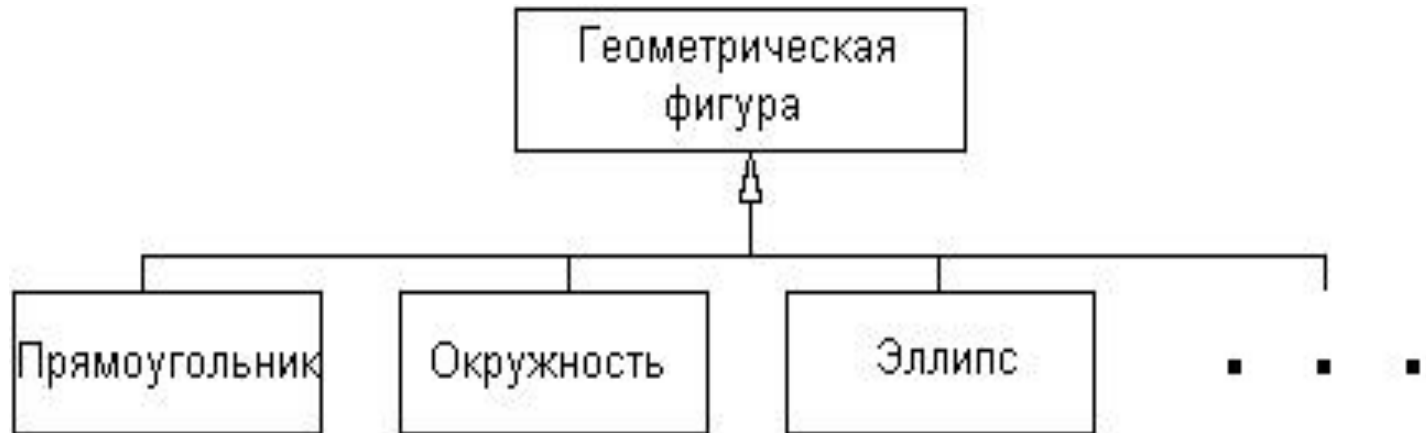 Геометрическая
фигура
Прямоугольник
Окружность
Эллипс
. . .